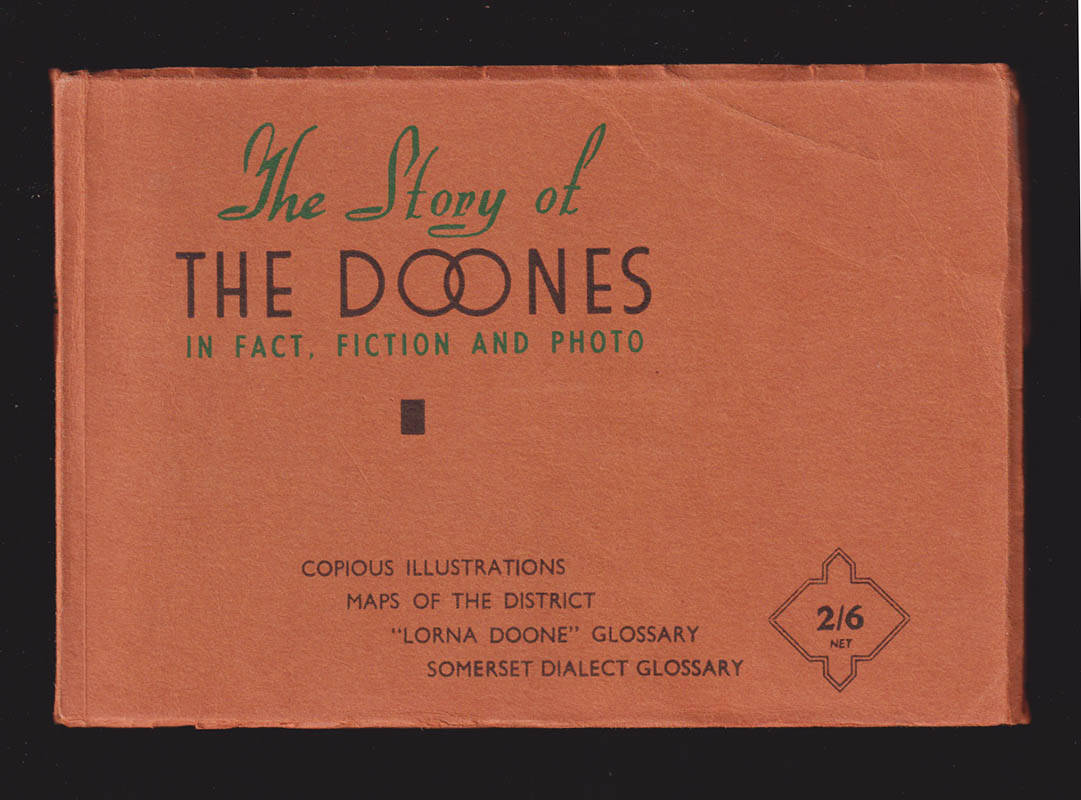 The Story of
THE DOONES
IN FACT, FICTION AND PHOTO
COPIOUS ILLUSTRATIONS
MAPS OF THE DISTRICT
"LORNA DOONE" GLOSSARY
SOMERSET DIALECT GLOSSARY
2/6
NET